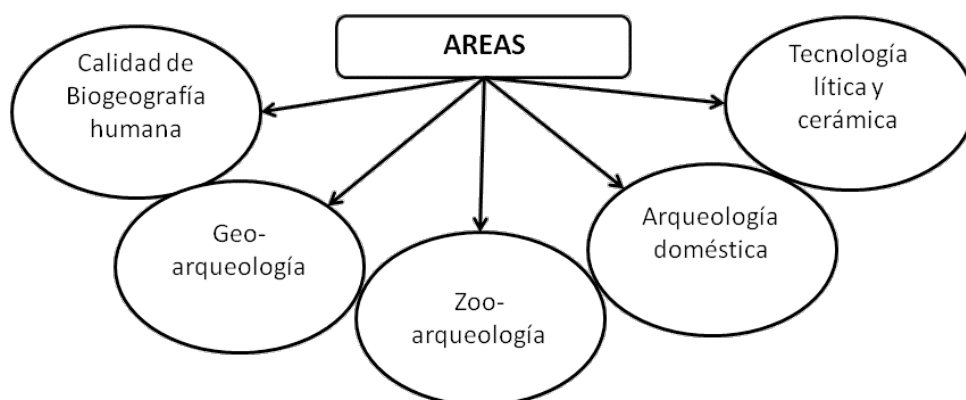 AREAS
Calidad de
Biogeografía
humana
Geo-
arqueología
Zoo-
arqueología
Arqueología
doméstica
Tecnología
lítica y
cerámica